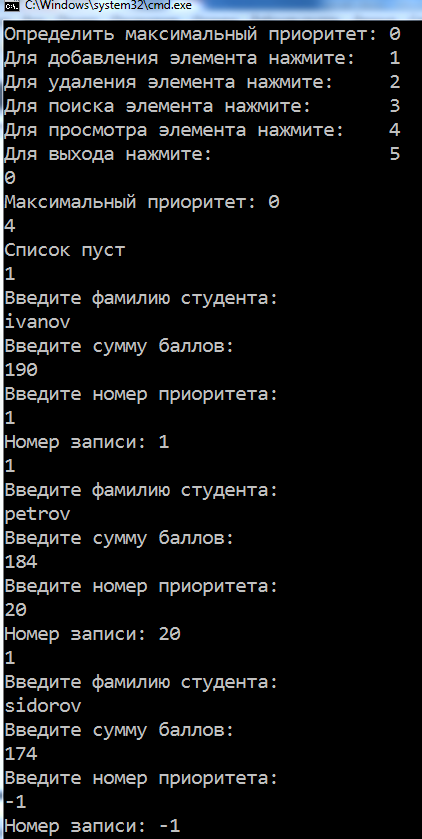 C:\Windows\system32\cmd.exe
Определить максимальный приоритет: 0
Для добавления элемента нажмите: 1
Для удаления элемента нажмите: 2
Для поиска элемента нажмите: 3
Для просмотра элемента нажмите: 4
Для выхода нажмите: 5
0
Максимальный приоритет: 0
4
Список пуст
1
Введите фамилию студента:
ivanov
Введите сумму баллов:
190
Введите номер приоритета:
1
Номер записи: 1
1
Введите фамилию студента:
petrov
Введите сумму баллов:
184
Введите номер приоритета:
20
Номер записи: 20
1
Введите фамилию студента:
sidorov
Введите сумму баллов:
174
Введите номер приоритета:
-1
Номер записи: -1